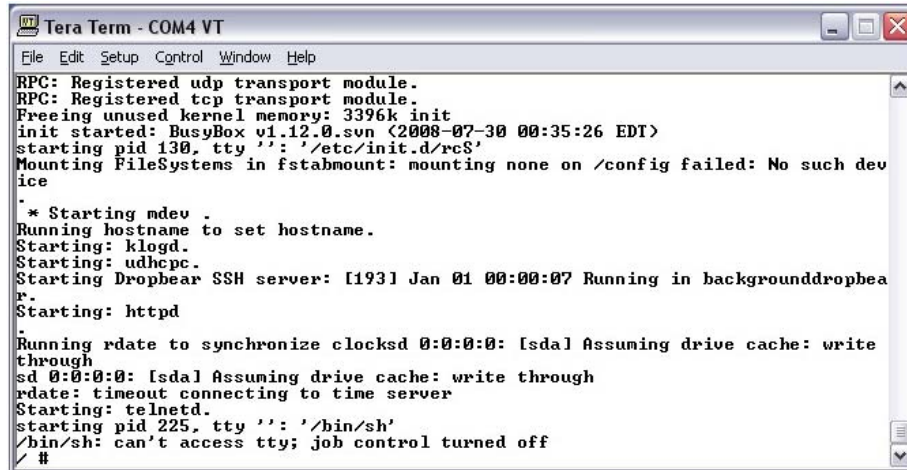 Tera Term - COM4 VT
File Edit Setup Control Window Help
RPC: Registered udp transport module.
RPC: Registered tcp transport module.
Freeing unused kernel memory: 3396k init
init started: BusyBox v1.12.0.svn (2008-07-30 00:35:26 EDT)
starting pid 130, tty '': '/etc/init.d/rcS'
Mounting FileSystems in fstabmount: mounting none on /config failed: No such dev
ice
.
 * Starting mdev .
Running hostname to set hostname.
Starting: klogd.
Starting: udhcpc.
Starting Dropbear SSH server: [193] Jan 01 00:00:07 Running in backgrounddropbea
r.
Starting: httpd
.
Running rdate to synchronize clocksd 0:0:0:0: [sda] Assuming drive cache: write
through
sd 0:0:0:0: [sda] Assuming drive cache: write through
rdate: timeout connecting to time server
Starting: telnetd.
starting pid 225, tty '': '/bin/sh'
/bin/sh: can't access tty; job control turned off
/ #